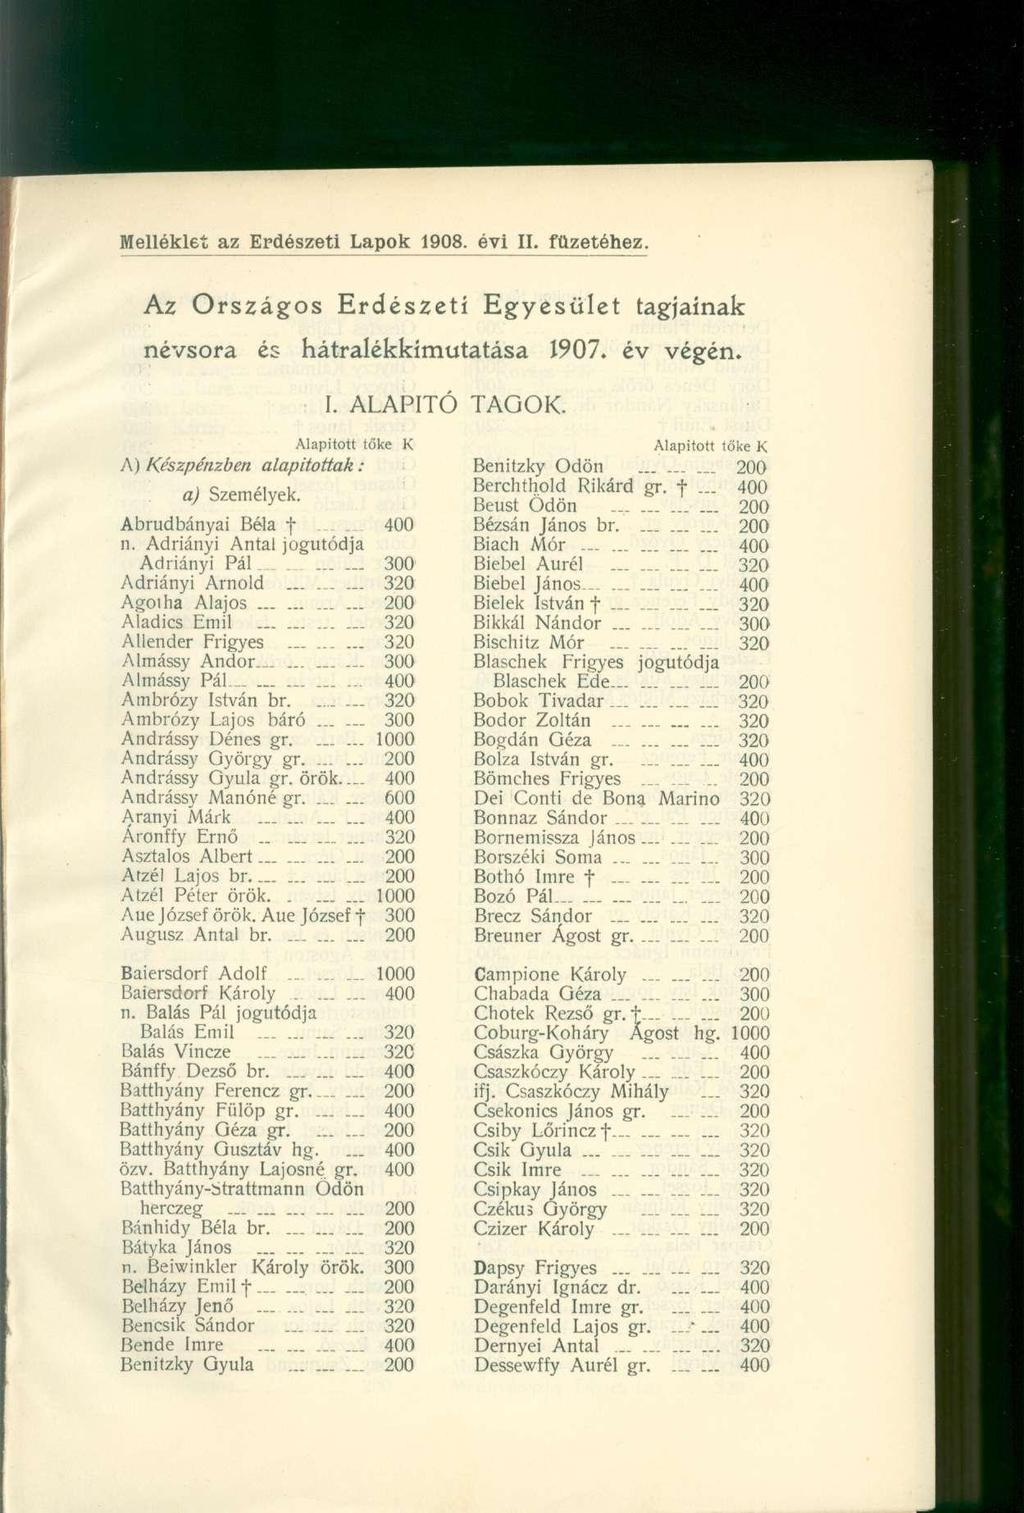 Melléklet az Erdészeti Lapok 1908. évi II. füzetéhez.
Az Országos Erdészeti Egyesület tagjainak
névsora és hátralékkimutatása 1907. év végén.
I. ALAPITÓ TAGOK.
Alapitott tőke K
A) Készpénzben alapitottak :
a) Személyek.
Abrudbányai Béla † 400
n. Adriányi Antal jogutódja
Adriányi Pál 300
Adriányi Arnold 320
Agotha Alajos 200
Aladics Emil 320
Allender Frigyes 320
Almássy Andor 300
Almássy Pál 400
Ambrózy István br. 320
Ambrózy Lajos báró 300
Andrássy Dénes gr. 1000
Andrássy György gr. 200
Andrássy Gyula gr. örök. 400
Andrássy Manóné gr. 600
Aranyi Márk 400
Áronffy Ernő 320
Asztalos Albert 200
Atzél Lajos br. 200
Atzél Péter örök. 1000
Aue József örök. Aue József † 300
Augusz Antal br. 200
Baiersdorf Adolf 1000
Baiersdorf Károly 400
n. Balás Pál jogutódja
Balás Emil 320
Balás Vincze 320
Bánffy Dezső br. 400
Batthyány Ferencz gr. 200
Batthyány Fülöp gr. 400
Batthyány Géza gr. 200
Batthyány Gusztáv hg. 400
özv. Batthyány Lajosné gr. 400
Batthyány-Strattmann Ödön
herczeg 200
Bánhidy Béla br. 200
Bátyka János 320
n. Beiwinkler Károly örök. 300
Belházy Emil † 200
Belházy Jenő 320
Bencsik Sándor 320
Bende Imre 400
Benitzky Gyula 200
Alapitott tőke K
Benitzky Ödön 200
Berchthold Rikárd gr. † 400
Beust Ödön 200
Bézsán János br. 200
Biach Mór 400
Biebel Aurél 320
Biebel János 400
Bielek István † 320
Bikkál Nándor 300
Bischitz Mór 320
Blaschek Frigyes jogutódja
Blaschek Ede 200
Bobok Tivadar 320
Bodor Zoltán 320
Bogdán Géza 320
Bolza István gr. 400
Bömches Frigyes 200
Dei Conti de Bona Marino 320
Bonnaz Sándor 400
Bornemissza János 200
Borszéki Soma 300
Bothó Imre † 200
Bozó Pál 200
Brecz Sándor 320
Breuner Ágost gr. 200
Campione Károly 200
Chabada Géza 300
Chotek Rezső gr. † 200
Coburg-Koháry Ágost hg. 1000
Császka György 400
Csaszkóczy Károly 200
ifj. Csaszkóczy Mihály 320
Csekonics János gr. 200
Csiby Lőrincz † 320
Csik Gyula 320
Csik Imre 320
Csipkay János 320
Czékus György 320
Czizer Károly 200
Dapsy Frigyes 320
Darányi Ignácz dr. 400
Degenfeld Imre gr. 400
Degenfeld Lajos gr. 400
Dernyei Antal 320
Dessewffy Aurél gr. 400